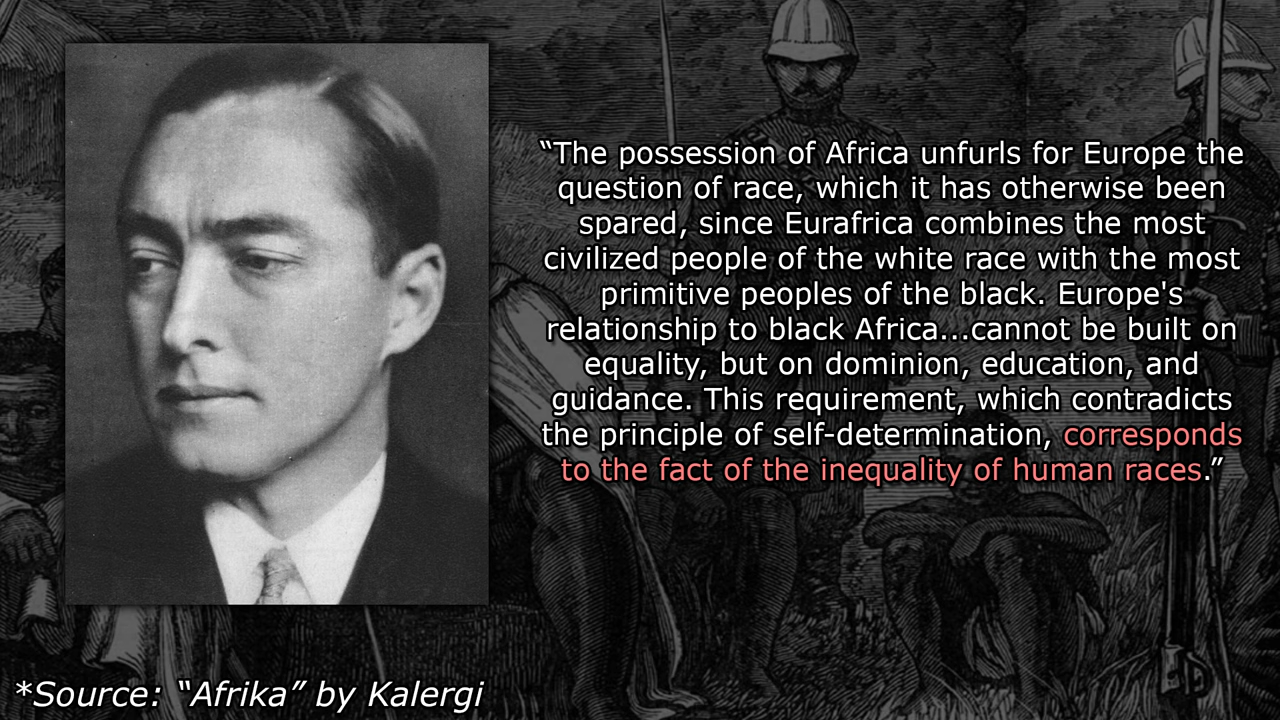 “The possession of Africa unfurls for Europe the
question of race, which it has otherwise been
spared, since Eurafrica combines the most
civilized people of the white race with the most
primitive peoples of the black. Europe's
relationship to black Africa...cannot be built on
equality, but on dominion, education, and
guidance. This requirement, which contradicts
the principle of self-determination, corresponds
to the fact of the inequality of human races.”
*Source: “Afrika” by Kalergi